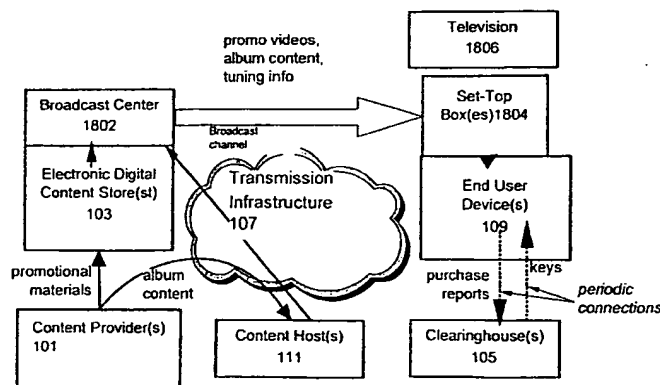 promo videos,
album content,
tuning info
Television
1806
Broadcast Center
1802
Broadcast
channel
Set-Top
Box(es)1804
Electronic Digital
Content Store(st
103
Transmission
Infrastructure
107
End User
Device(s)
109
promotional
materials
album
content
purchase
reports
keys
periodic
connections
Content Provider(s)
101
Content Host(s)
111
Clearinghouse(s)
105